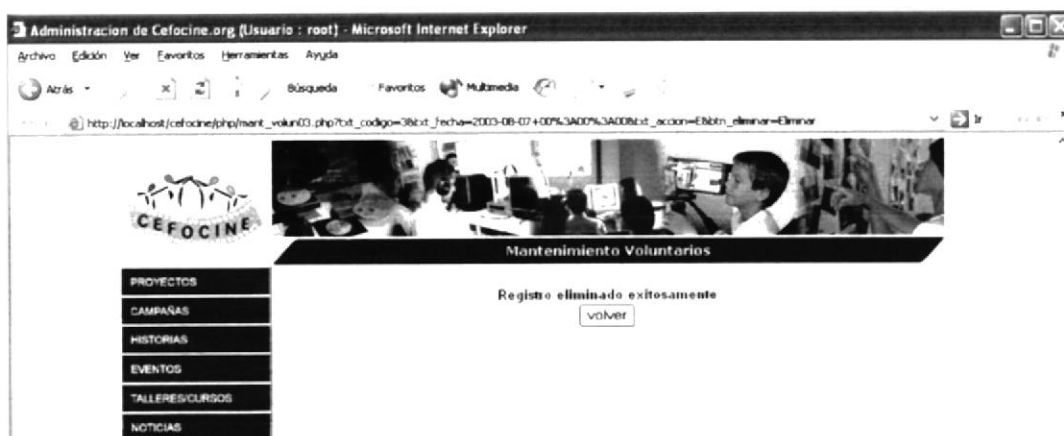 Administracion de Cefocine.org (Usuario : root) - Microsoft Internet Explorer
Archivo Edición Ver Favoritos Herramientas Ayuda
Atrás Búsqueda Favoritos Multimedia
http://localhost/cefocine/php/mant_volun03.php?txt_codigo=3&txt_fecha=2003-08-07+00%3A00%3A00&txt_accion=E&btn_eliminar=Eliminar Ir
CEFOCINE
Mantenimiento Voluntarios
PROYECTOS
Registro eliminado exitosamente
volver
CAMPAÑAS
HISTORIAS
EVENTOS
TALLERES/CURSOS
NOTICIAS